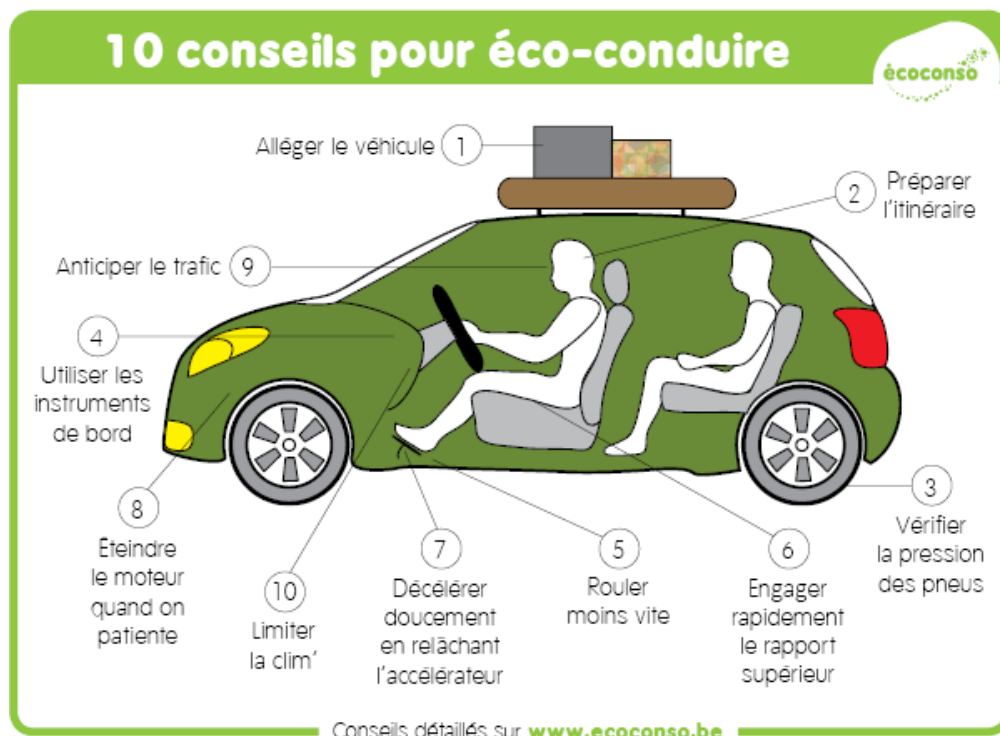 10 conseils pour éco-conduire
écoconso
Alléger le véhicule 1
2 Préparer
l'itinéraire
Anticiper le trafic 9
4
Utiliser les
instruments
de bord
3
Vérifier
la pression
des pneus
8
Éteindre
le moteur
quand on
patiente
10
Limiter
la clim'
7
Décélérer
doucement
en relâchant
l'accélérateur
5
Rouler
moins vite
6
Engager
rapidement
le rapport
supérieur
Conseils détaillés sur www.ecoconso.be